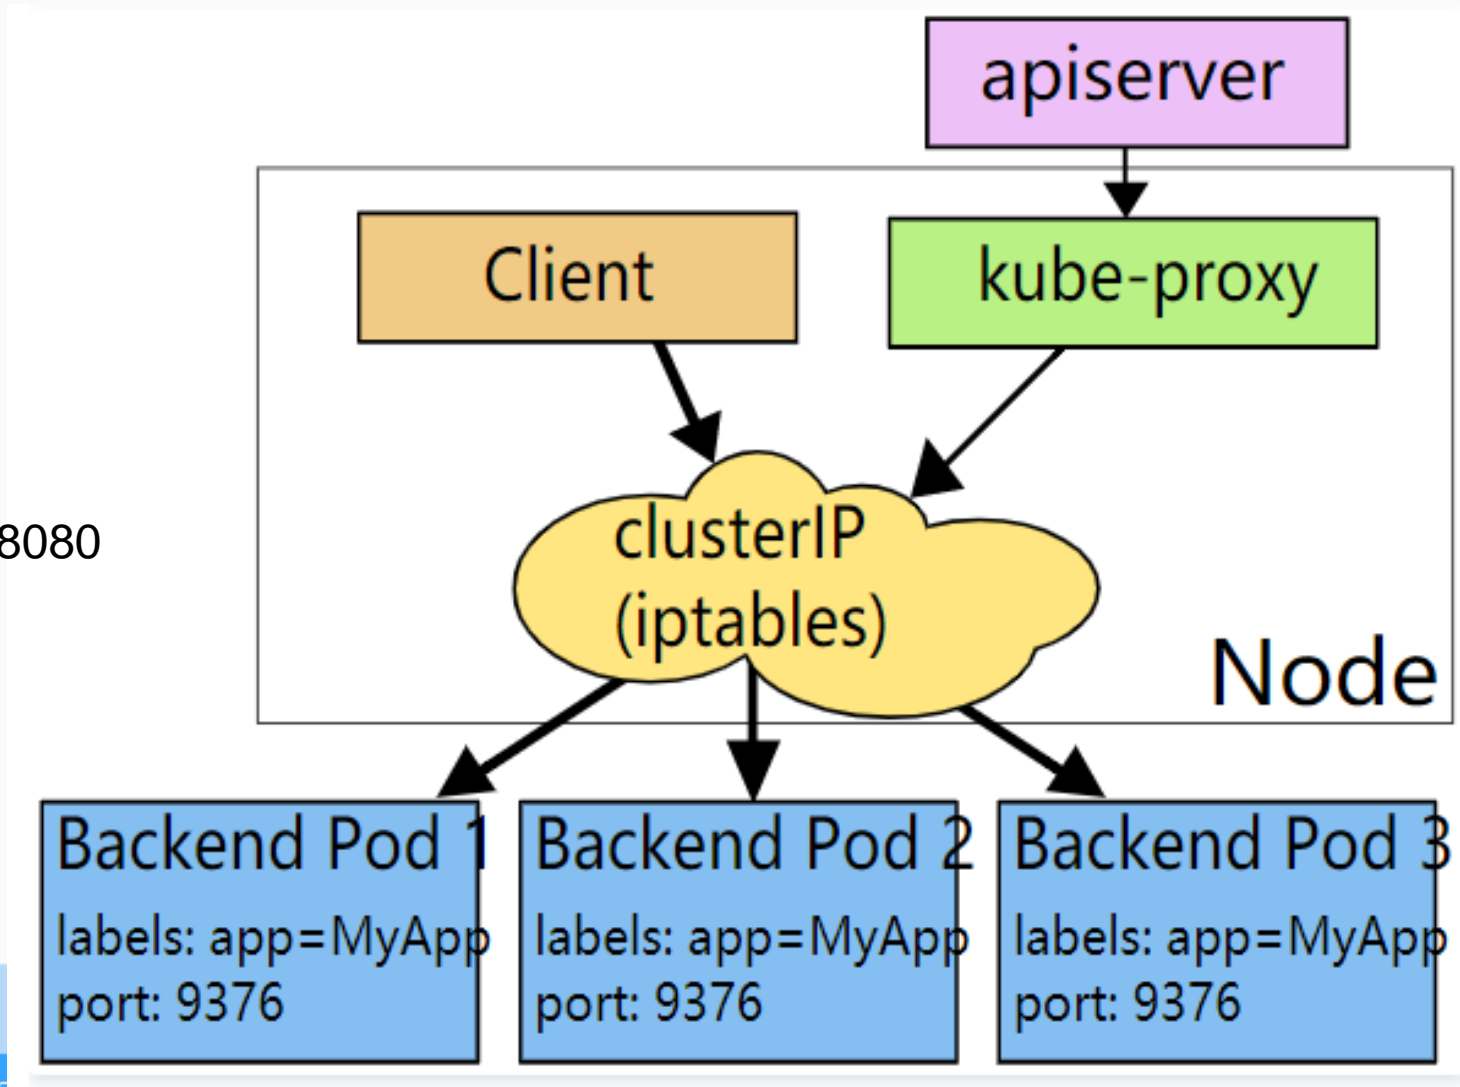 apiserver
Client
kube-proxy
8080
clusterIP
(iptables)
Node
Backend Pod 1
labels: app=MyApp
port: 9376
Backend Pod 2
labels: app=MyApp
port: 9376
Backend Pod 3
labels: app=MyApp
port: 9376